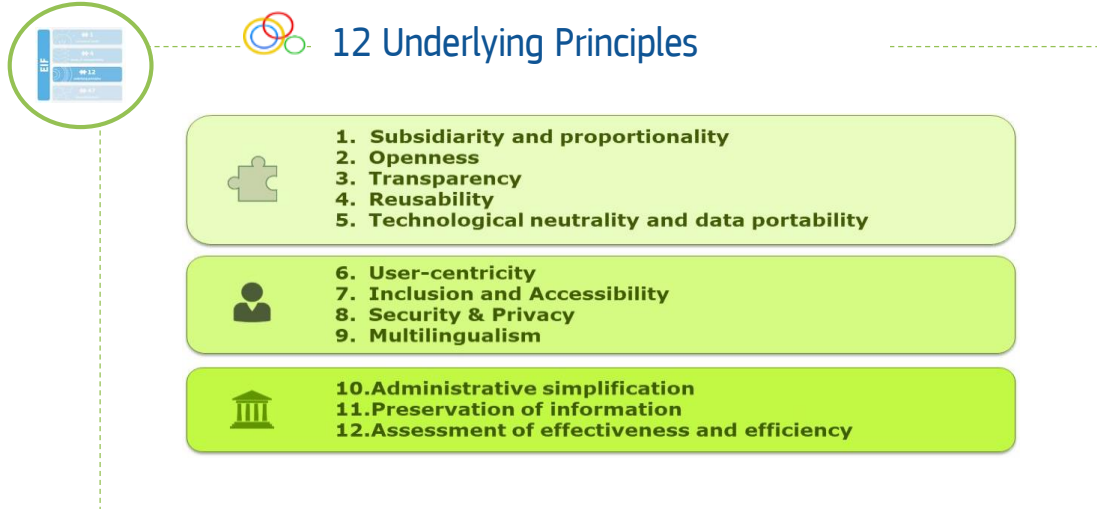 12 Underlying Principles
EIF
12
1. Subsidiarity and proportionality
2. Openness
3. Transparency
4. Reusability
5. Technological neutrality and data portability
6. User-centricity
7. Inclusion and Accessibility
8. Security & Privacy
9. Multilingualism
10.Administrative simplification
11.Preservation of information
12.Assessment of effectiveness and efficiency